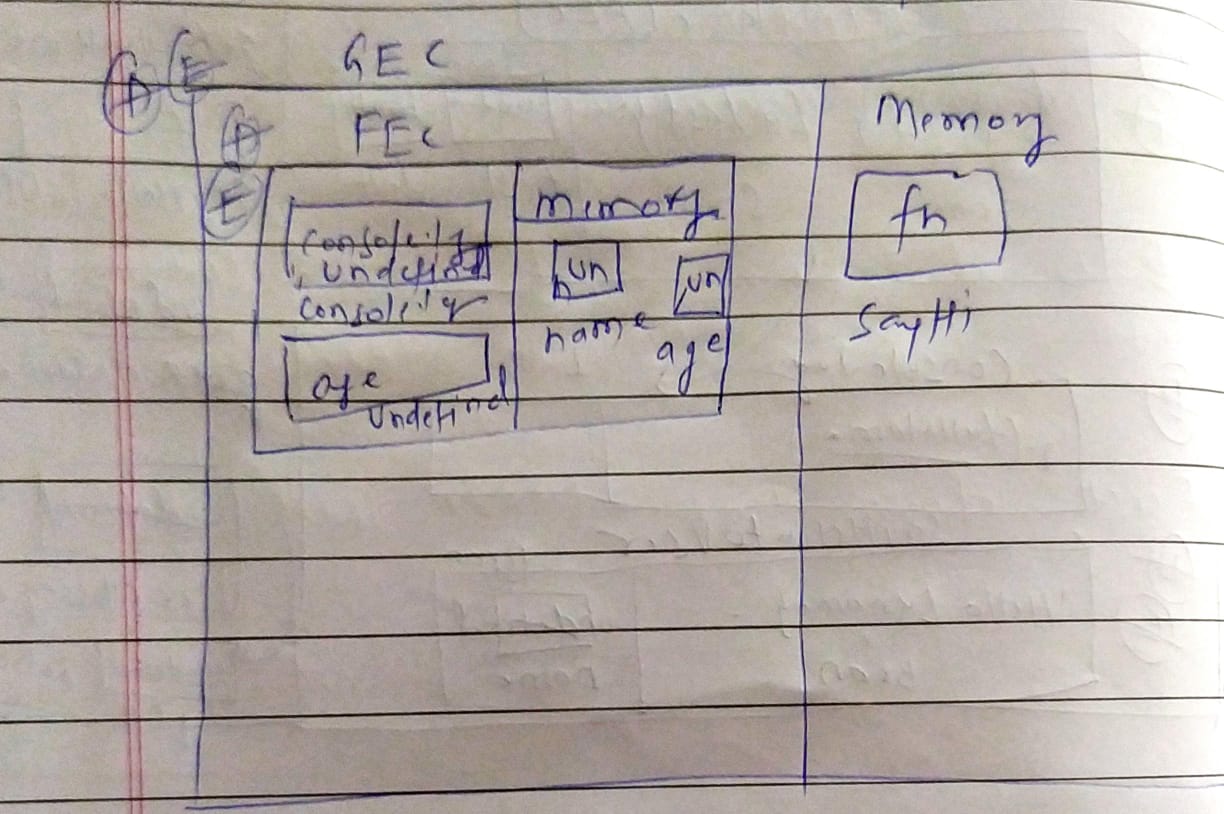 D E GEC
Memory
D FEC
E
memory
fn
console.log
un
un
undefined
console.log
name
sayHi
age
age
undefined